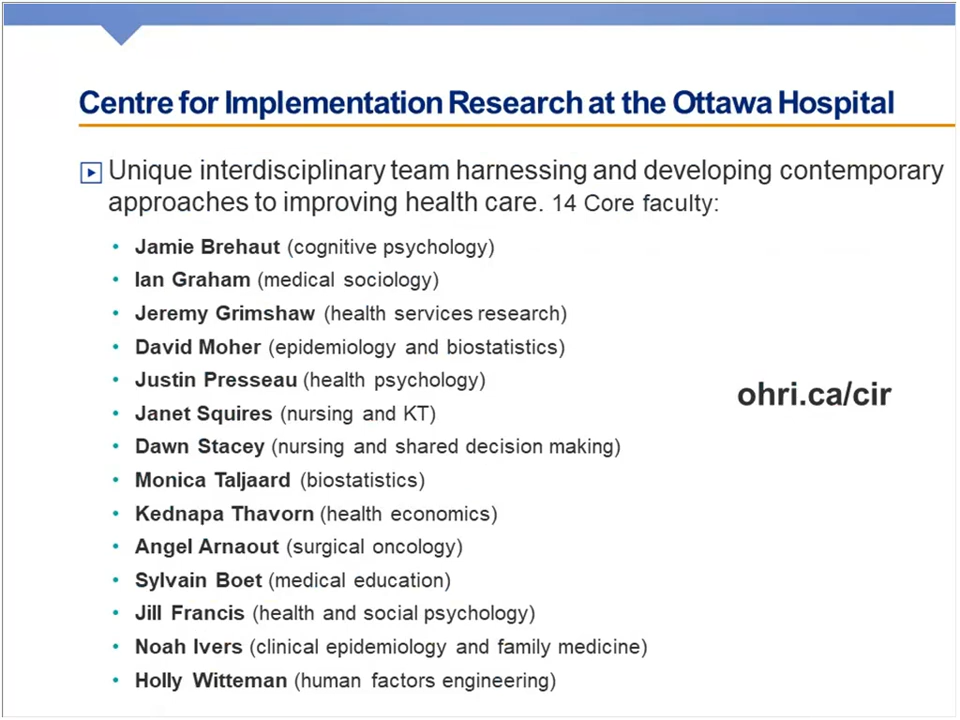 Centre for Implementation Research at the Ottawa Hospital
Unique interdisciplinary team harnessing and developing contemporary
approaches to improving health care. 14 Core faculty:
• Jamie Brehaut (cognitive psychology)
• Ian Graham (medical sociology)
• Jeremy Grimshaw (health services research)
• David Moher (epidemiology and biostatistics)
• Justin Presseau (health psychology)
• Janet Squires (nursing and KT)
• Dawn Stacey (nursing and shared decision making)
• Monica Taljaard (biostatistics)
• Kednapa Thavorn (health economics)
• Angel Arnaout (surgical oncology)
• Sylvain Boet (medical education)
• Jill Francis (health and social psychology)
• Noah Ivers (clinical epidemiology and family medicine)
• Holly Witteman (human factors engineering)
ohri.ca/cir